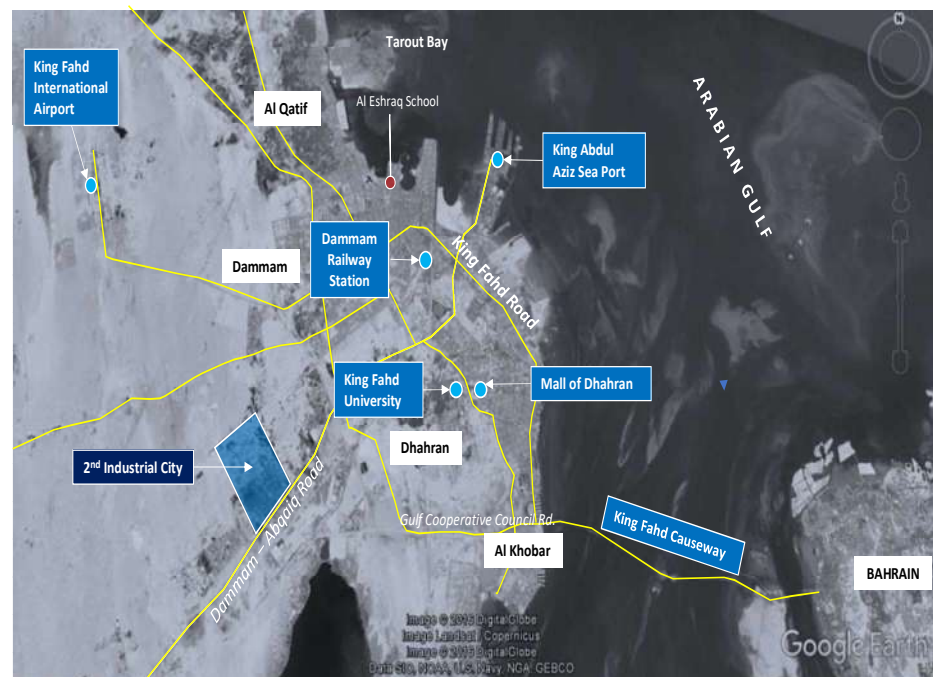 Tarout Bay
N
King Fahd
International
Airport
Al Qatif
Al Eshraq School
ARABIAN GULF
King Abdul
Aziz Sea Port
Dammam
Railway
Station
Dammam
King Fahd Road
King Fahd
University
Mall of Dhahran
Dhahran
2nd Industrial City
Dammam – Abqaiq Road
Gulf Cooperative Council Rd.
King Fahd Causeway
Al Khobar
BAHRAIN
Image © 2015 DigitalGlobe
Image Landsat / Copernicus
Image © 2015 DigitalGlobe
Data SIO, NOAA, U.S. Navy, NGA, GEBCO
Google Earth